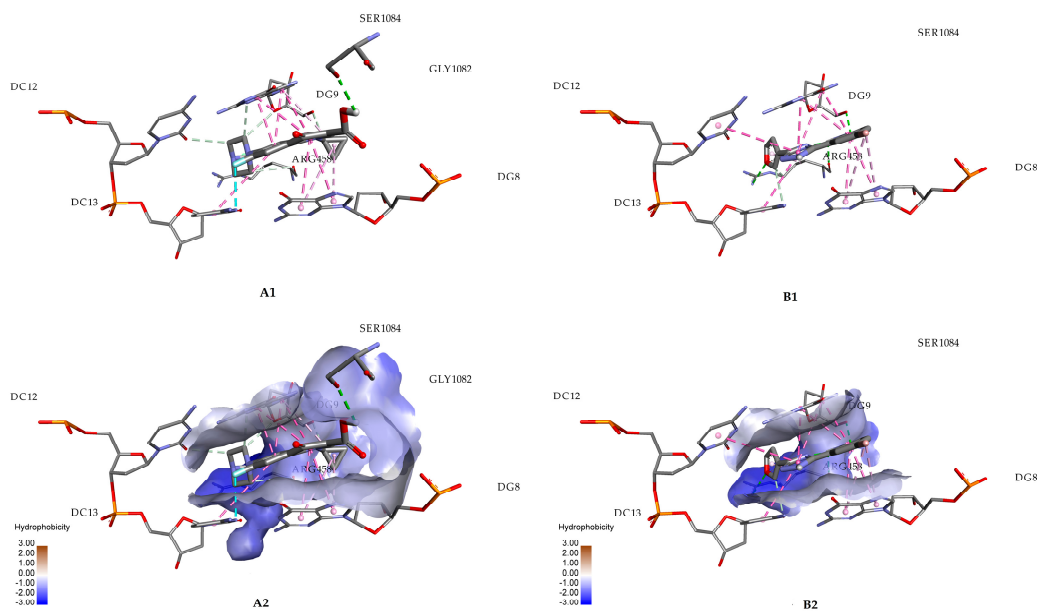 SER1084
GLY1082
DC12
DG9
ARG458
DG8
DC13
A1
SER1084
DC12
DG9
ARG453
DG8
DC13
B1
SER1084
GLY1082
DC12
DG9
ARG458
DG8
DC13
Hydrophobicity
3.00
2.00
1.00
0.00
-1.00
-2.00
-3.00
A2
SER1084
DC12
DG9
ARG453
DG8
DC13
Hydrophobicity
3.00
2.00
1.00
0.00
-1.00
-2.00
-3.00
B2